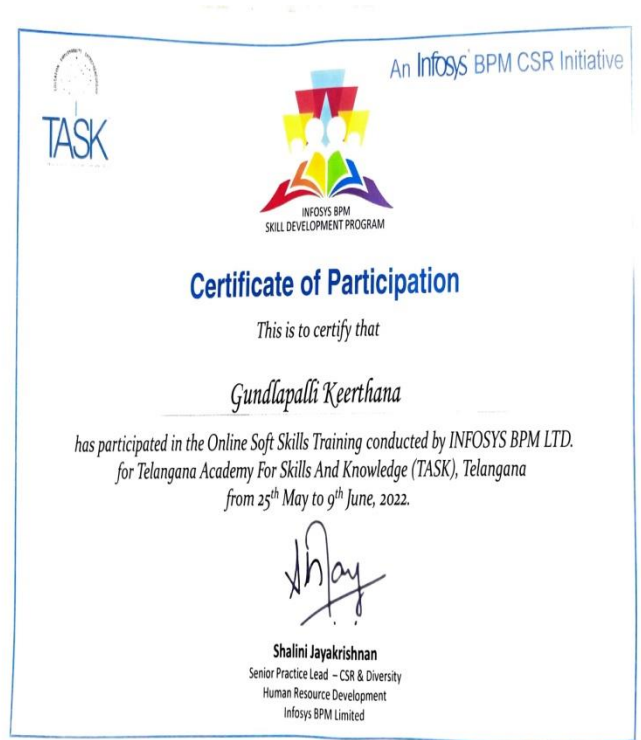 An Infosys BPM CSR Initiative
TASK
INFOSYS BPM
SKILL DEVELOPMENT PROGRAM
Certificate of Participation
This is to certify that
Gundlapalli Keerthana
has participated in the Online Soft Skills Training conducted by INFOSYS BPM LTD.
for Telangana Academy For Skills And Knowledge (TASK), Telangana
from 25th May to 9th June, 2022.
Shalini Jayakrishnan
Senior Practice Lead – CSR & Diversity
Human Resource Development
Infosys BPM Limited